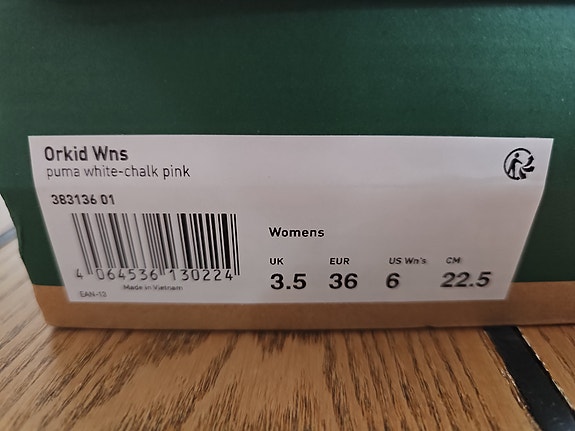 Orkid Wns
puma white-chalk pink
383136 01
4 064536 130224
EAN-13
Made in Vietnam
Womens
UK EUR US Wn's CM
3.5 36 6 22.5